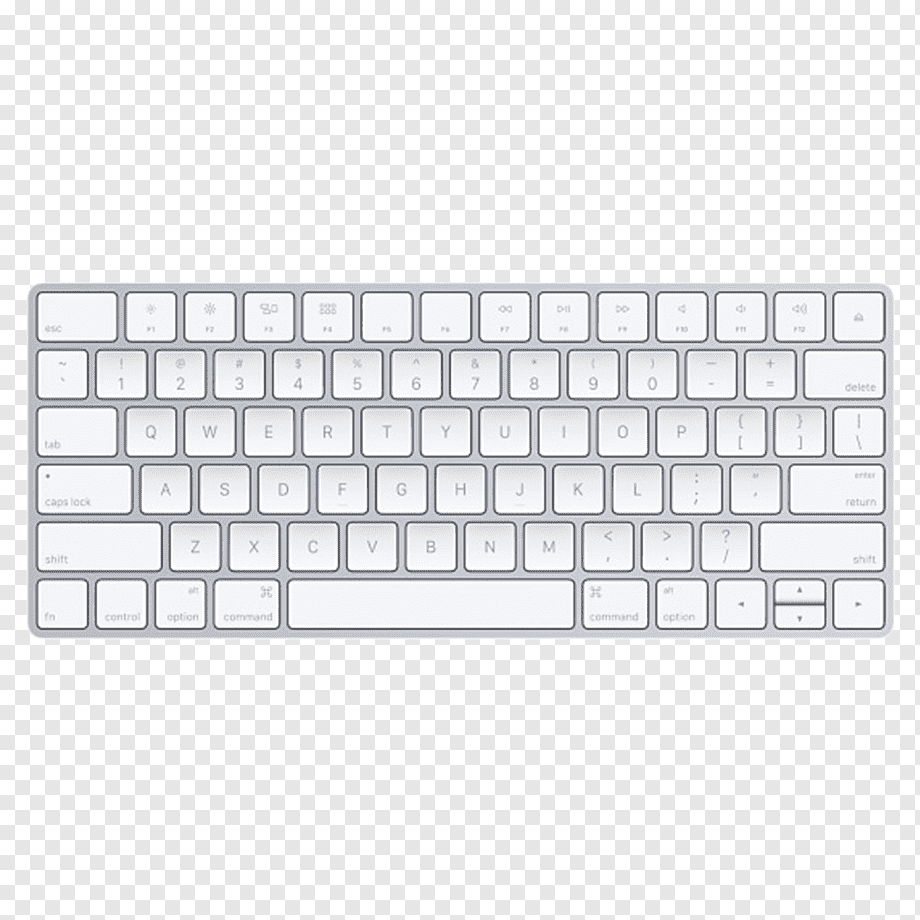 esc F1 F2 F3 F4 F5 F6 F7 F8 F9 F10 F11 F12
~ ! @ # $ % ^ & * ( ) — +
` 1 2 3 4 5 6 7 8 9 0 - = delete
tab Q W E R T Y U I O P { [ } ] | \
caps lock A S D F G H J K L : ; " ' enter return
shift Z X C V B N M < , > . ? / shift
fn control alt option ⌘ command ⌘ command alt option ◄ ▲ ▼ ►